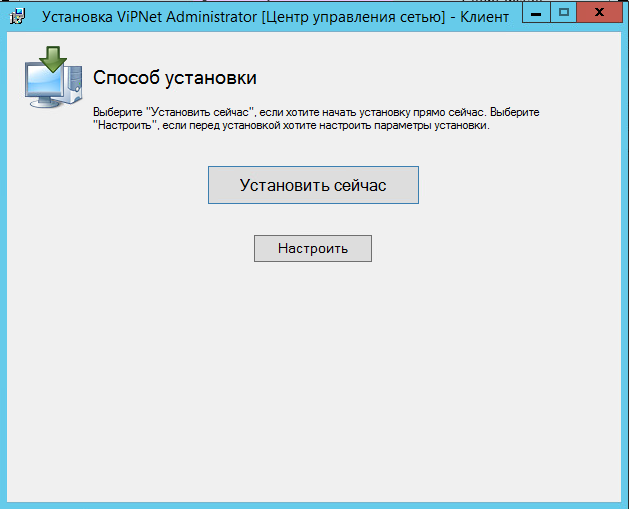 Установка ViPNet Administrator [Центр управления сетью] - Клиент
Способ установки
Выберите "Установить сейчас", если хотите начать установку прямо сейчас. Выберите
"Настроить", если перед установкой хотите настроить параметры установки.
Установить сейчас
Настроить